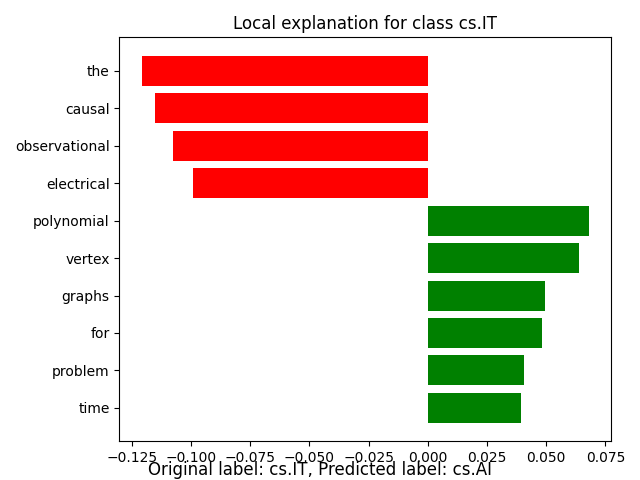 Local explanation for class cs.IT
the
causal
observational
electrical
polynomial
vertex
graphs
for
problem
time
−0.125 −0.100 −0.075 −0.050 −0.025 0.000 0.025 0.050 0.075
Original label: cs.IT, Predicted label: cs.AI